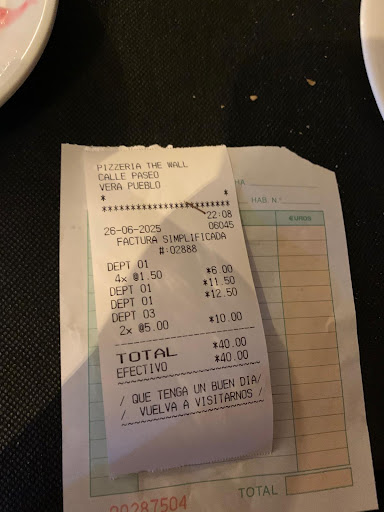 PIZZERIA THE WALL
CALLE PASEO
VERA PUEBLO
* *
************************
22:08
26-06-2025 06045
FACTURA SIMPLIFICADA
#:02888
DEPT 01
4x @1.50 *6.00
DEPT 01 *11.50
DEPT 01 *12.50
DEPT 03
2x @5.00 *10.00
TOTAL *40.00
EFECTIVO *40.00
/ QUE TENGA UN BUEN DIA/
/ VUELVA A VISITARNOS /
HA
HAB. N.º
EUROS
TOTAL
00287504